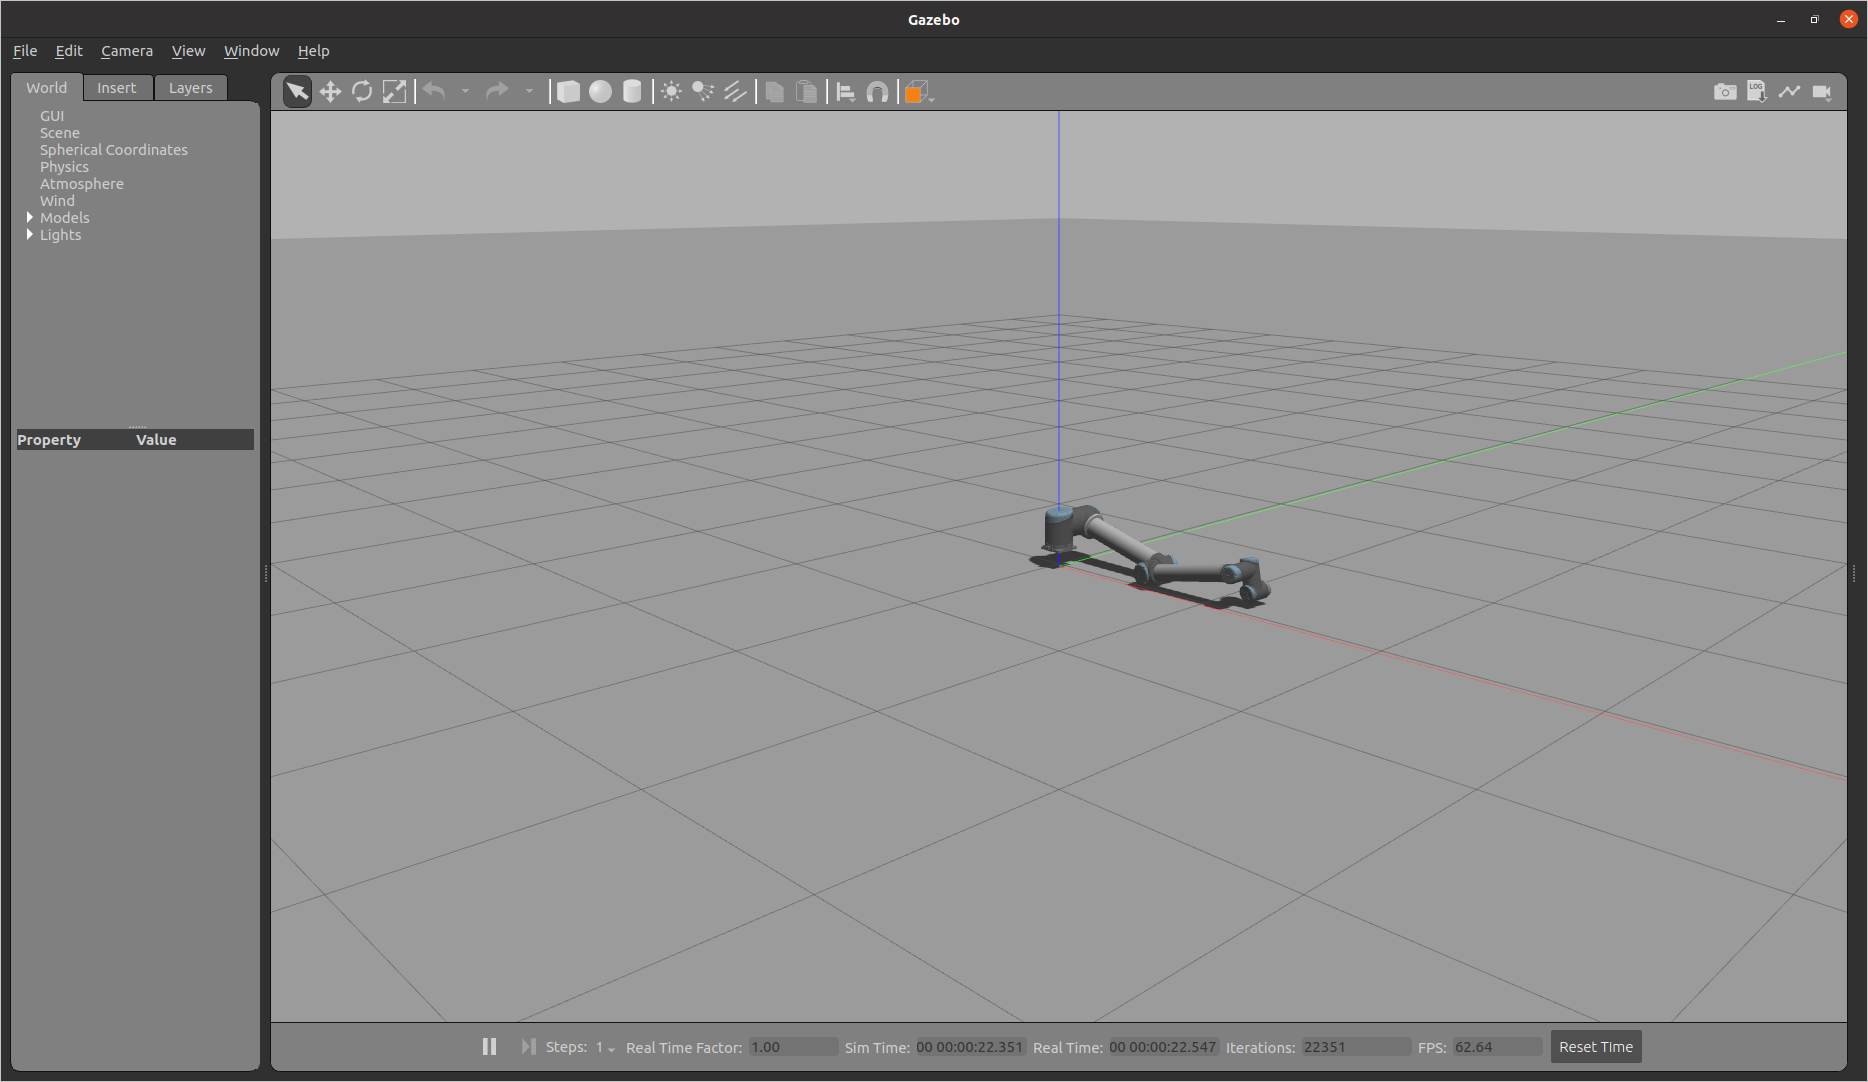 Gazebo
File Edit Camera View Window Help
World Insert Layers
LOG
GUI
Scene
Spherical Coordinates
Physics
Atmosphere
Wind
Models
Lights
Property Value
Steps: 1 Real Time Factor: 1.00 Sim Time: 00 00:00:22.351 Real Time: 00 00:00:22.547 Iterations: 22351 FPS: 62.64 Reset Time